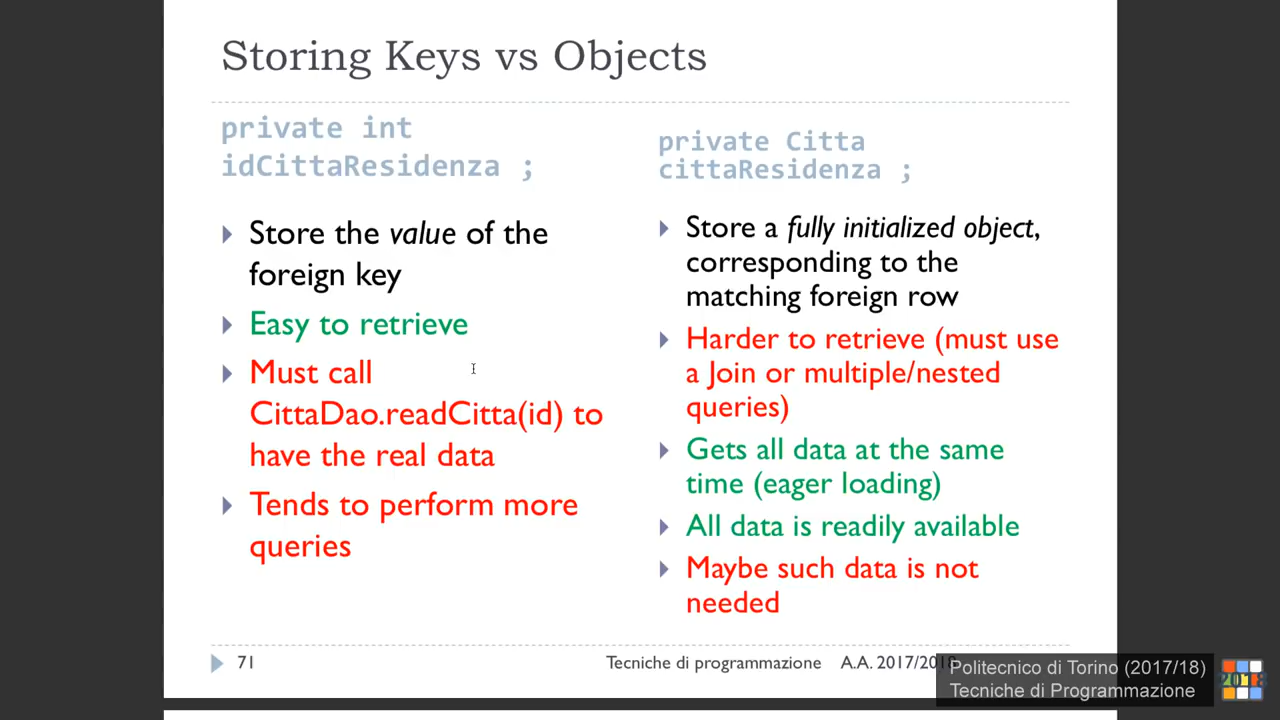 Storing Keys vs Objects
private int
idCittaResidenza ;
Store the value of the
foreign key
Easy to retrieve
Must call
CittaDao.readCitta(id) to
have the real data
Tends to perform more
queries
private Citta
cittaResidenza ;
Store a fully initialized object,
corresponding to the
matching foreign row
Harder to retrieve (must use
a Join or multiple/nested
queries)
Gets all data at the same
time (eager loading)
All data is readily available
Maybe such data is not
needed
71
Tecniche di programmazione A.A. 2017/2018
Politecnico di Torino (2017/18)
Tecniche di Programmazione
2018